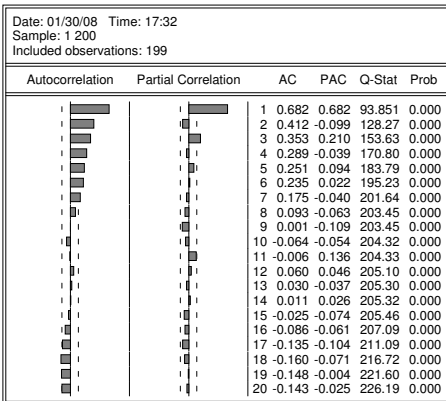 Date: 01/30/08 Time: 17:32
Sample: 1 200
Included observations: 199
Autocorrelation Partial Correlation AC PAC Q-Stat Prob
1 0.682 0.682 93.851 0.000
2 0.412 -0.099 128.27 0.000
3 0.353 0.210 153.63 0.000
4 0.289 -0.039 170.80 0.000
5 0.251 0.094 183.79 0.000
6 0.235 0.022 195.23 0.000
7 0.175 -0.040 201.64 0.000
8 0.093 -0.063 203.45 0.000
9 0.001 -0.109 203.45 0.000
10 -0.064 -0.054 204.32 0.000
11 -0.006 0.136 204.33 0.000
12 0.060 0.046 205.10 0.000
13 0.030 -0.037 205.30 0.000
14 0.011 0.026 205.32 0.000
15 -0.025 -0.074 205.46 0.000
16 -0.086 -0.061 207.09 0.000
17 -0.135 -0.104 211.09 0.000
18 -0.160 -0.071 216.72 0.000
19 -0.148 -0.004 221.60 0.000
20 -0.143 -0.025 226.19 0.000